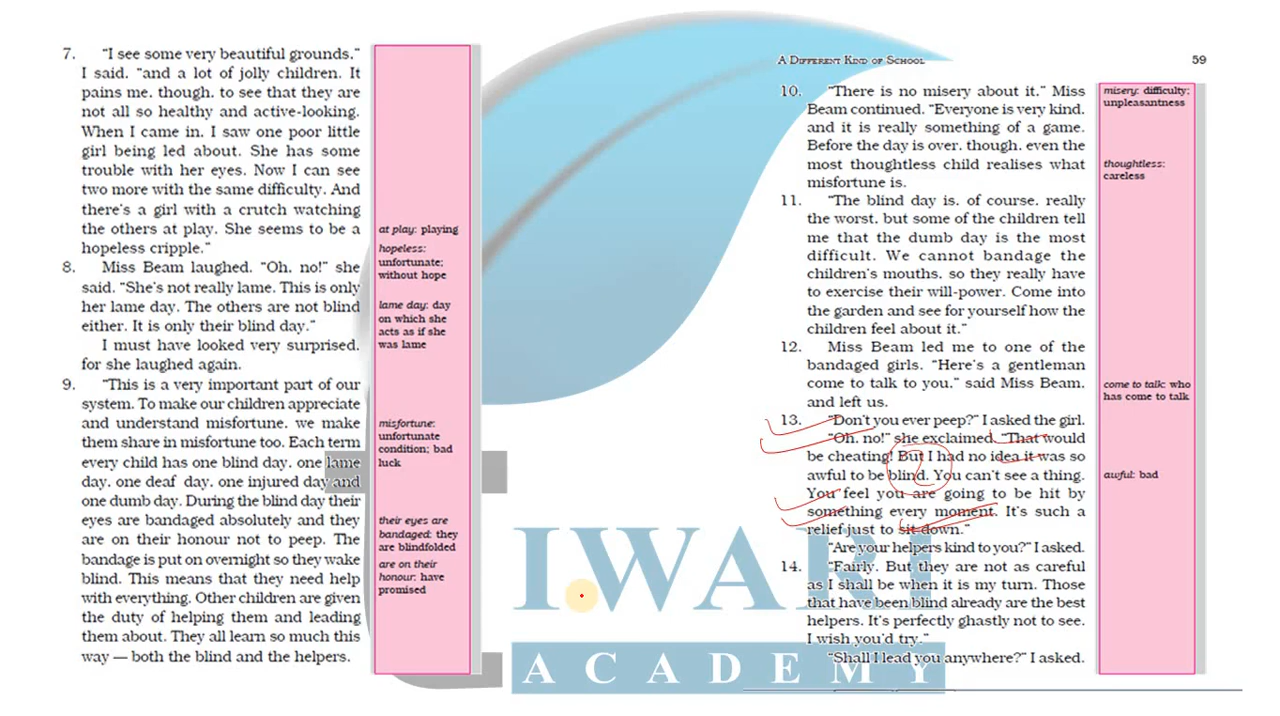 7. "I see some very beautiful grounds."
I said, "and a lot of jolly children. It
pains me, though, to see that they are
not all so healthy and active-looking.
When I came in, I saw one poor little
girl being led about. She has some
trouble with her eyes. Now I can see
two more with the same difficulty. And
there's a girl with a crutch watching
the others at play. She seems to be a
hopeless cripple."
8. Miss Beam laughed. "Oh, no!" she
said. "She's not really lame. This is only
her lame day. The others are not blind
either. It is only their blind day."
I must have looked very surprised,
for she laughed again.
9. "This is a very important part of our
system. To make our children appreciate
and understand misfortune, we make
them share in misfortune too. Each term
every child has one blind day, one lame
day, one deaf day, one injured day and
one dumb day. During the blind day their
eyes are bandaged absolutely and they
are on their honour not to peep. The
bandage is put on overnight so they wake
blind. This means that they need help
with everything. Other children are given
the duty of helping them and leading
them about. They all learn so much this
way — both the blind and the helpers.
at play: playing
hopeless:
unfortunate;
without hope
lame day: day
on which she
acts as if she
was lame
misfortune:
unfortunate
condition; bad
luck
their eyes are
bandaged: they
are blindfolded
are on their
honour: have
promised
A DIFFERENT KIND OF SCHOOL
59
10. "There is no misery about it," Miss
Beam continued. "Everyone is very kind,
and it is really something of a game.
Before the day is over, though, even the
most thoughtless child realises what
misfortune is.
11. "The blind day is, of course, really
the worst, but some of the children tell
me that the dumb day is the most
difficult. We cannot bandage the
children's mouths, so they really have
to exercise their will-power. Come into
the garden and see for yourself how the
children feel about it."
12. Miss Beam led me to one of the
bandaged girls. "Here's a gentleman
come to talk to you," said Miss Beam,
and left us.
13. "Don't you ever peep?" I asked the girl.
"Oh, no!" she exclaimed. "That would
be cheating! But I had no idea it was so
awful to be blind. You can't see a thing.
You feel you are going to be hit by
something every moment. It's such a
relief just to sit down."
"Are your helpers kind to you?" I asked.
14. "Fairly. But they are not as careful
as I shall be when it is my turn. Those
that have been blind already are the best
helpers. It's perfectly ghastly not to see.
I wish you'd try."
"Shall I lead you anywhere?" I asked.
misery: difficulty;
unpleasantness
thoughtless:
careless
come to talk: who
has come to talk
awful: bad
2
IWARI
ACADEMY